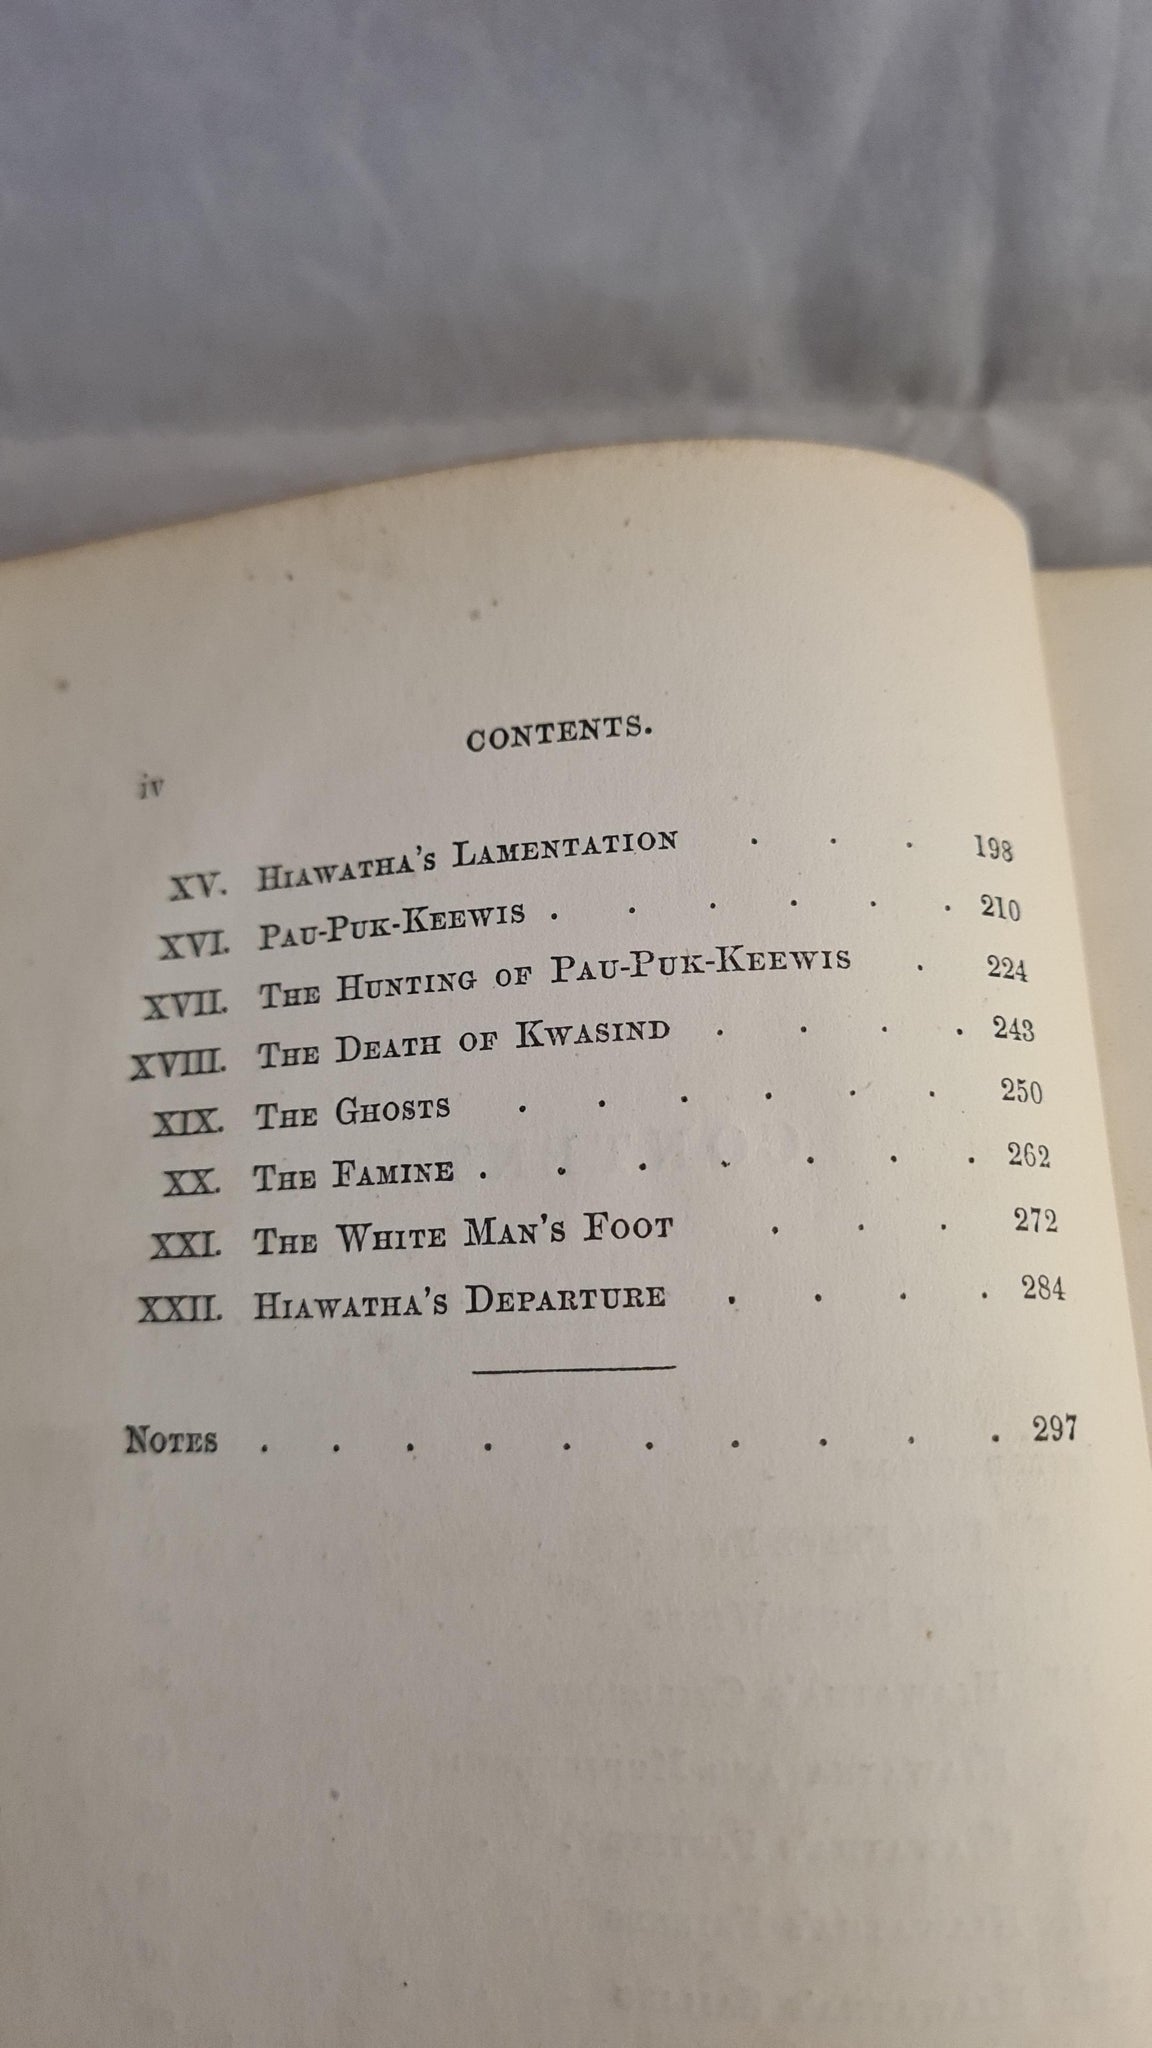 CONTENTS.
iv
XV. HIAWATHA'S LAMENTATION . . . 198
XVI. PAU-PUK-KEEWIS . . . . . . 210
XVII. THE HUNTING OF PAU-PUK-KEEWIS . 224
XVIII. THE DEATH OF KWASIND . . . . 243
XIX. THE GHOSTS . . . . . . 250
XX. THE FAMINE . . . . . . . 262
XXI. THE WHITE MAN'S FOOT . . . 272
XXII. HIAWATHA'S DEPARTURE . . . . 284
NOTES . . . . . . . . . . 297